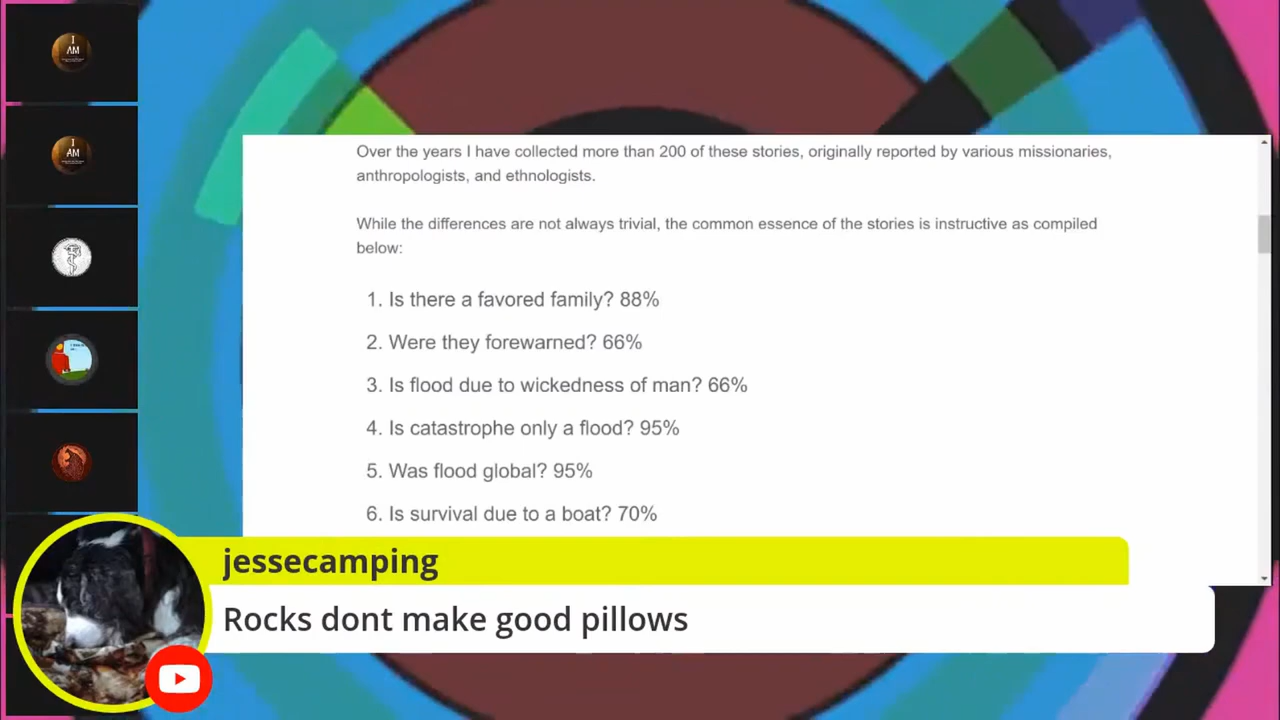 I
AM
I
AM
Over the years I have collected more than 200 of these stories, originally reported by various missionaries,
anthropologists, and ethnologists.
While the differences are not always trivial, the common essence of the stories is instructive as compiled
below:
1. Is there a favored family? 88%
2. Were they forewarned? 66%
3. Is flood due to wickedness of man? 66%
4. Is catastrophe only a flood? 95%
5. Was flood global? 95%
6. Is survival due to a boat? 70%
jessecamping
Rocks dont make good pillows